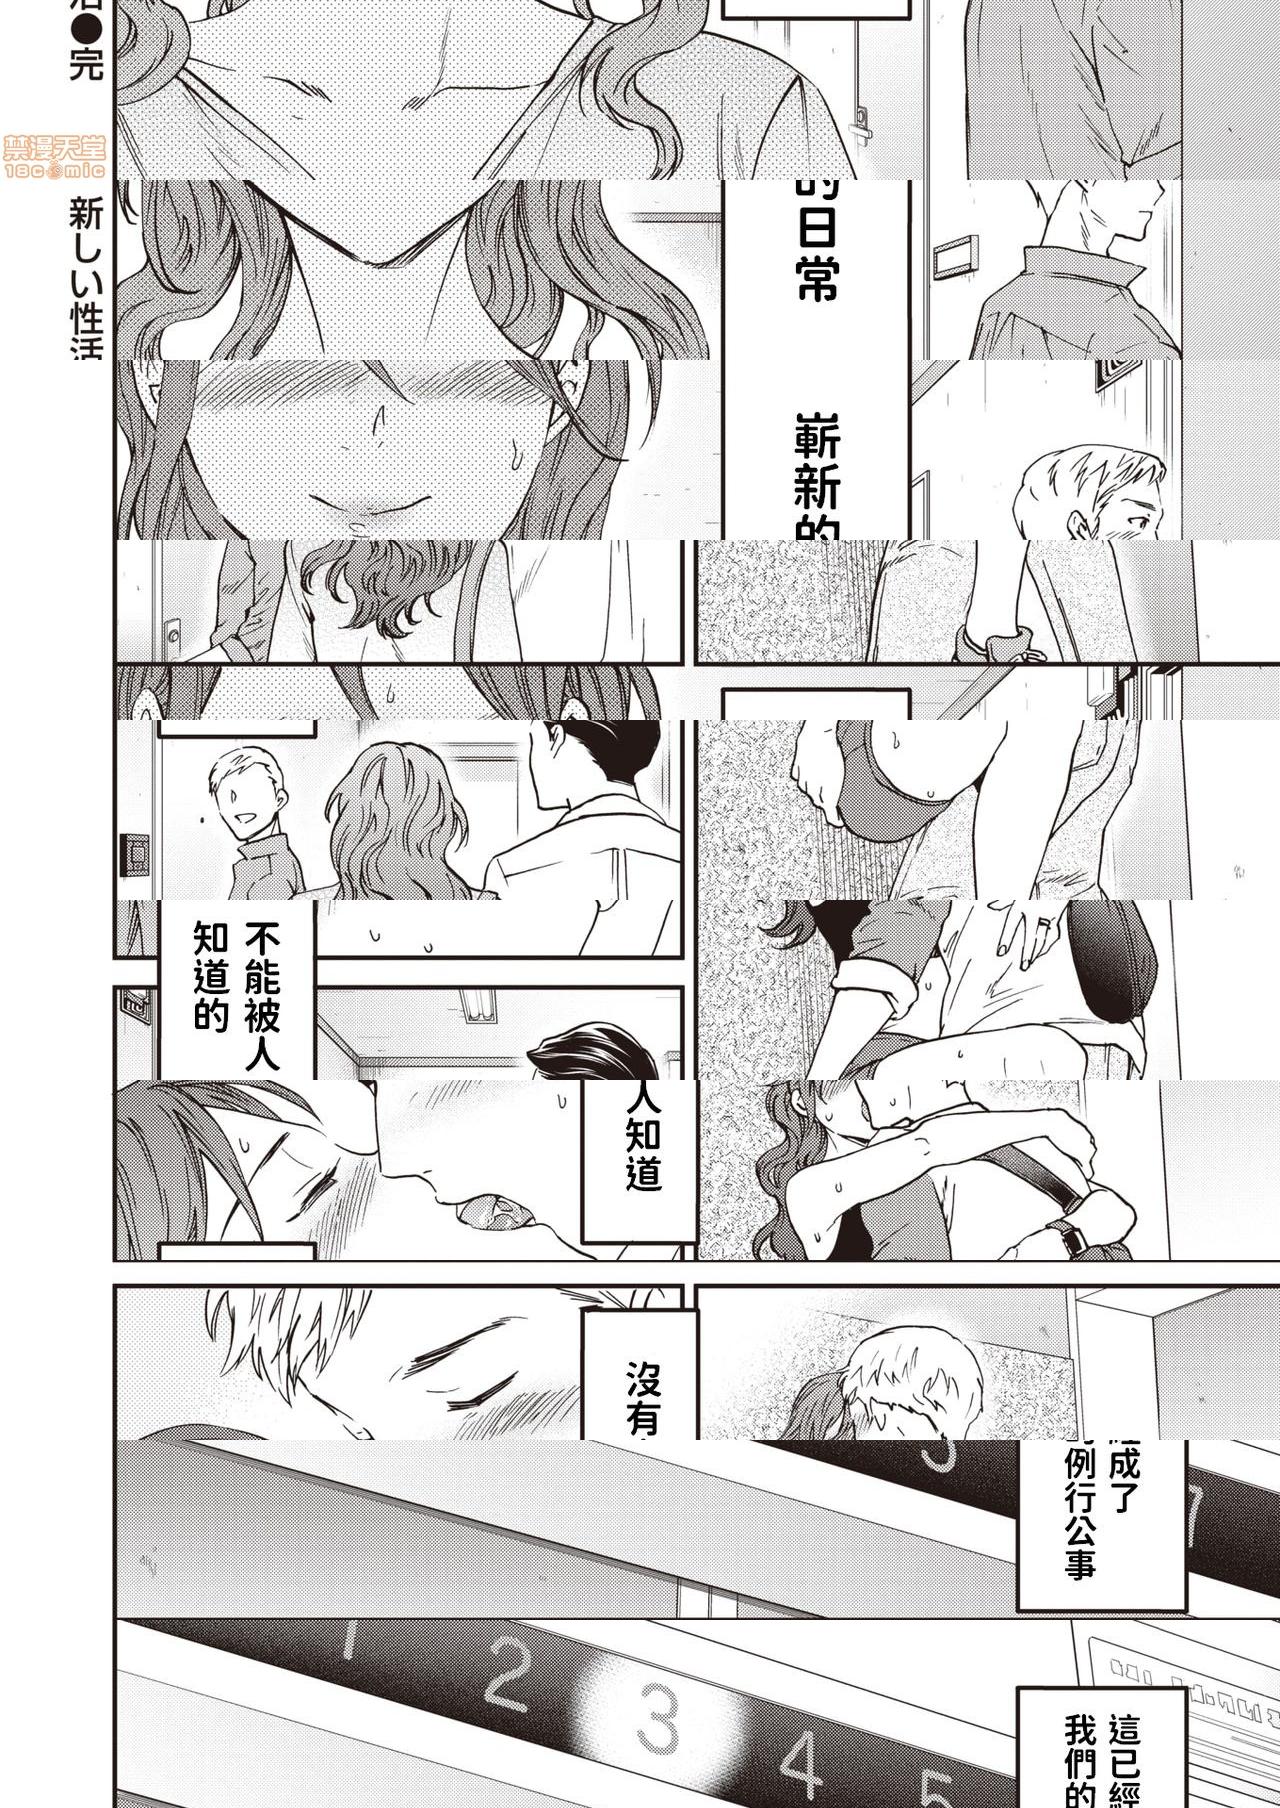 這已經成了
我們的例行公事
1 2 3 4 5
7
沒有人知道
不能被人
知道的
嶄新的日常
新しい性活●完
禁漫天堂
18comic